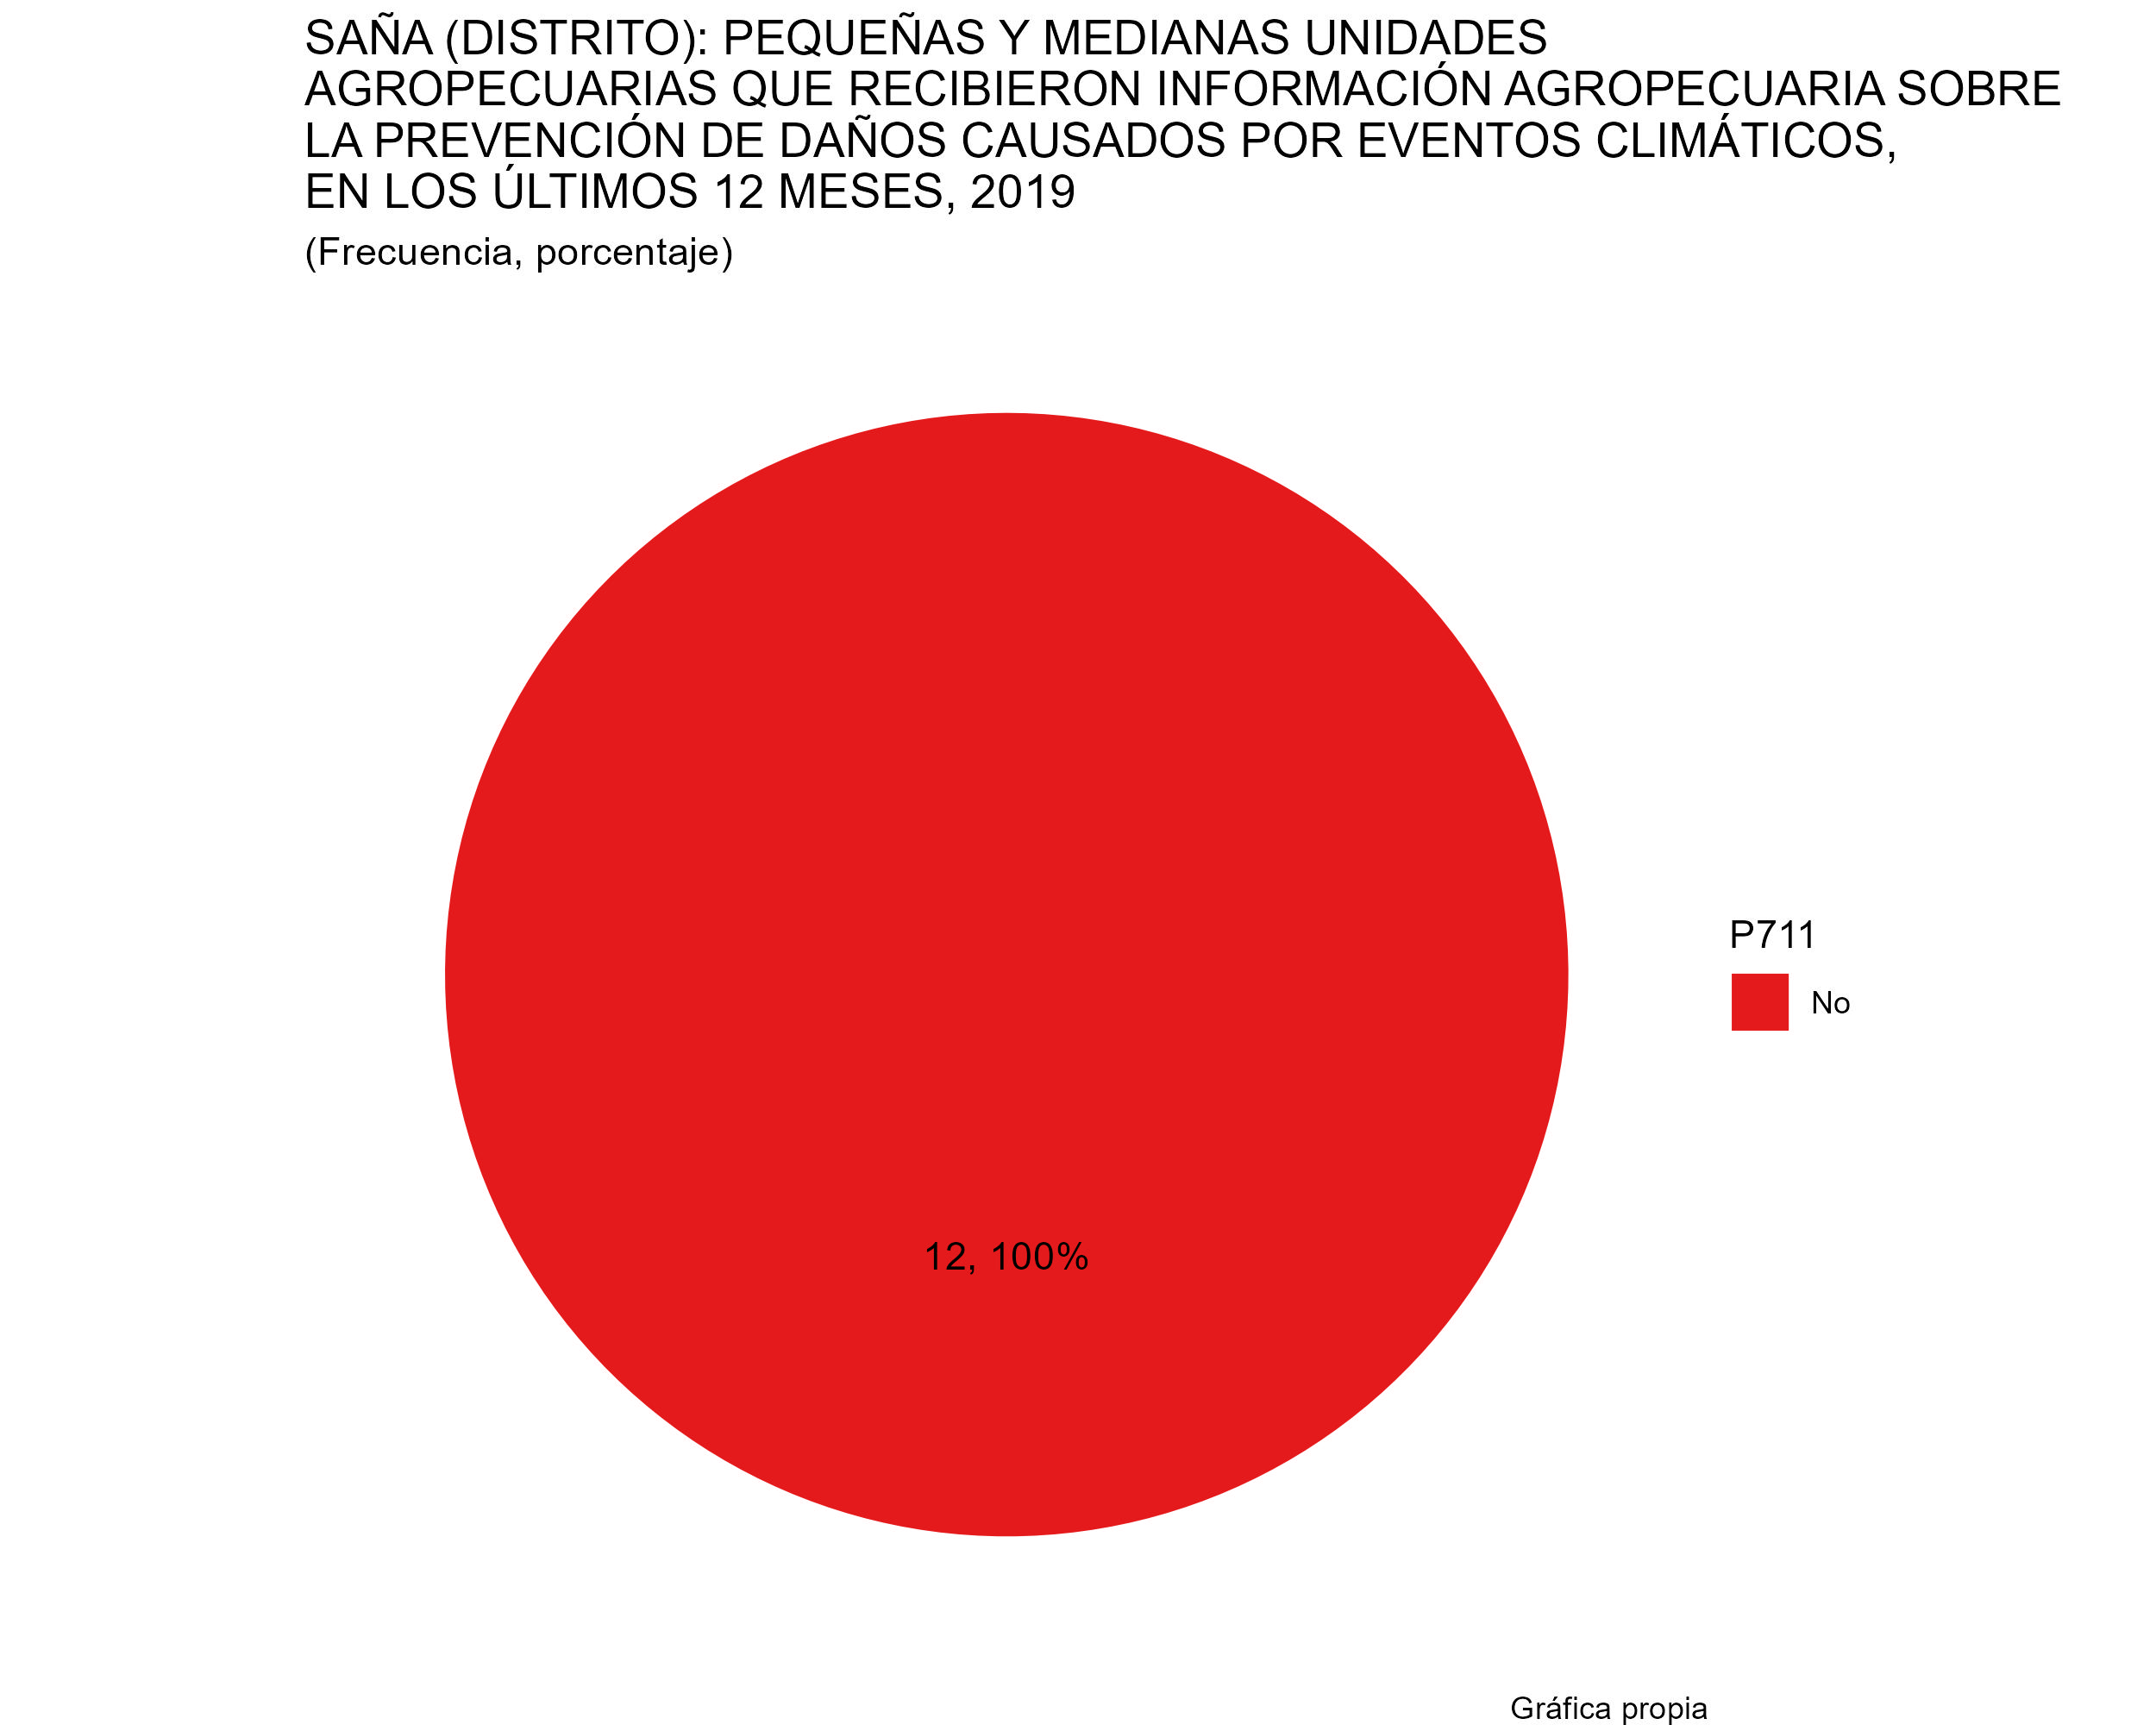 SAÑA (DISTRITO): PEQUEÑAS Y MEDIANAS UNIDADES
AGROPECUARIAS QUE RECIBIERON INFORMACIÓN AGROPECUARIA SOBRE
LA PREVENCIÓN DE DAÑOS CAUSADOS POR EVENTOS CLIMÁTICOS,
EN LOS ÚLTIMOS 12 MESES, 2019
(Frecuencia, porcentaje)
P711
No
12, 100%
Gráfica propia